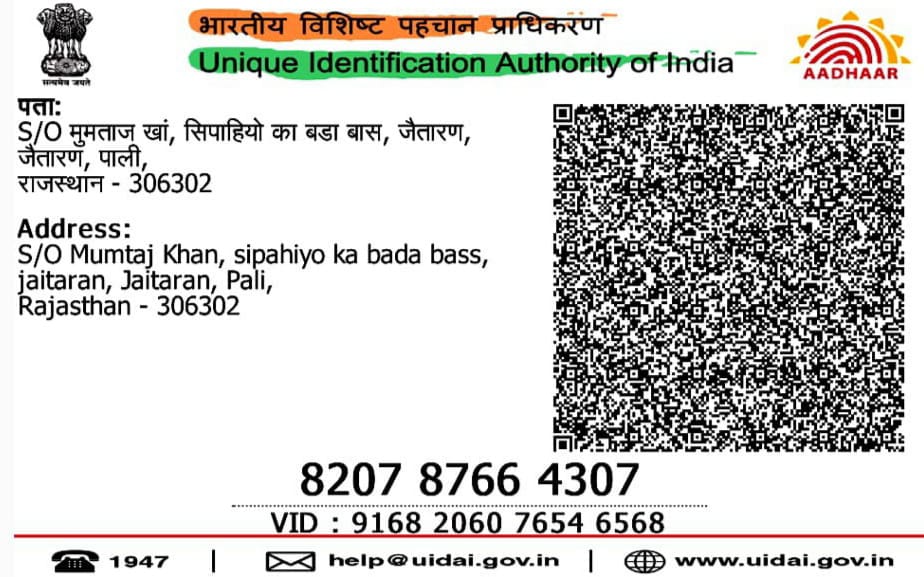 भारतीय विशिष्ट पहचान प्राधिकरण
Unique Identification Authority of India
सत्यमेव जयते
AADHAAR
पता:
S/O मुमताज खां, सिपाहियो का बडा बास, जैतारण,
जैतारण, पाली,
राजस्थान - 306302
Address:
S/O Mumtaj Khan, sipahiyo ka bada bass,
jaitaran, Jaitaran, Pali,
Rajasthan - 306302
8207 8766 4307
VID : 9168 2060 7654 6568
1947 | help@uidai.gov.in | www.uidai.gov.in